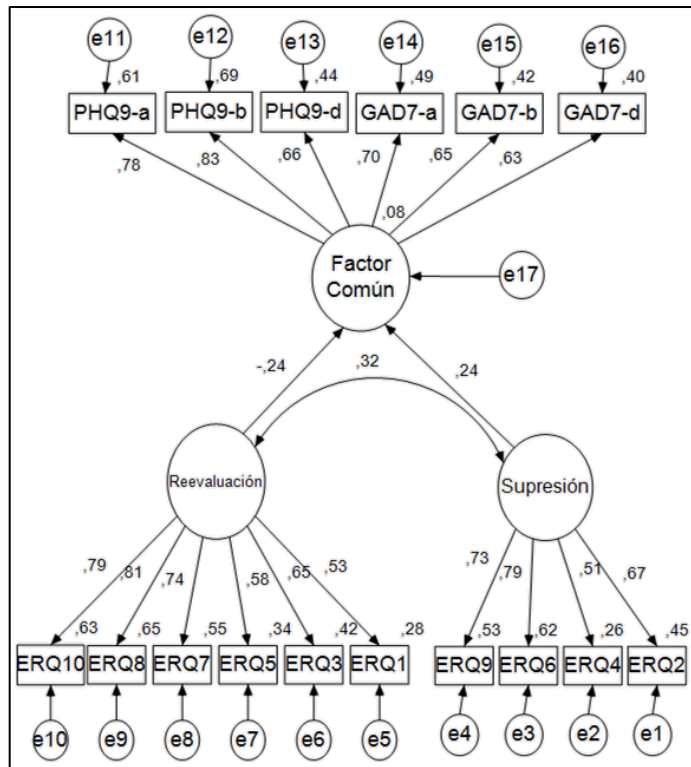 e11 e12 e13 e14 e15 e16
,61 ,69 ,44 ,49 ,42 ,40
PHQ9-a PHQ9-b PHQ9-d GAD7-a GAD7-b GAD7-d
,78 ,83 ,66 ,70 ,65 ,63
,08
Factor
Común
e17
-,24 ,32 ,24
Reevaluación Supresión
,79 ,81 ,74 ,58 ,65 ,53 ,73 ,79 ,51 ,67
,63 ,65 ,55 ,34 ,42 ,28 ,53 ,62 ,26 ,45
ERQ10 ERQ8 ERQ7 ERQ5 ERQ3 ERQ1 ERQ9 ERQ6 ERQ4 ERQ2
e10 e9 e8 e7 e6 e5 e4 e3 e2 e1